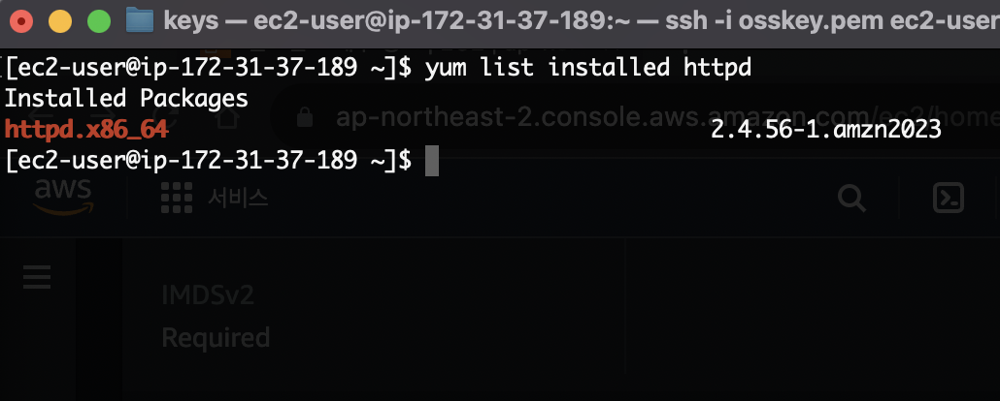 keys — ec2-user@ip-172-31-37-189:~ — ssh -i osskey.pem ec2-user
[ec2-user@ip-172-31-37-189 ~]$ yum list installed httpd
Installed Packages
ap-northeast-2.console.aws.amazon.com/ec2/home
httpd.x86_64 2.4.56-1.amzn2023
[ec2-user@ip-172-31-37-189 ~]$
aws
서비스
IMDSv2
Required